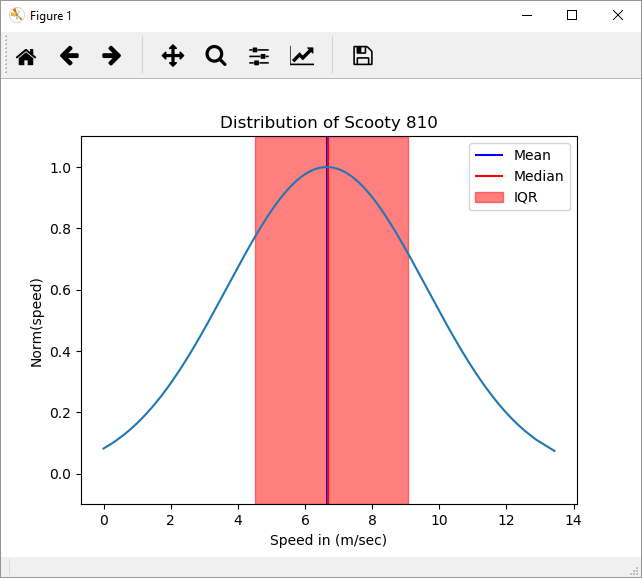 Figure 1
Distribution of Scooty 810
Mean
Median
IQR
1.0
0.8
0.6
0.4
0.2
0.0
Norm(speed)
0 2 4 6 8 10 12 14
Speed in (m/sec)